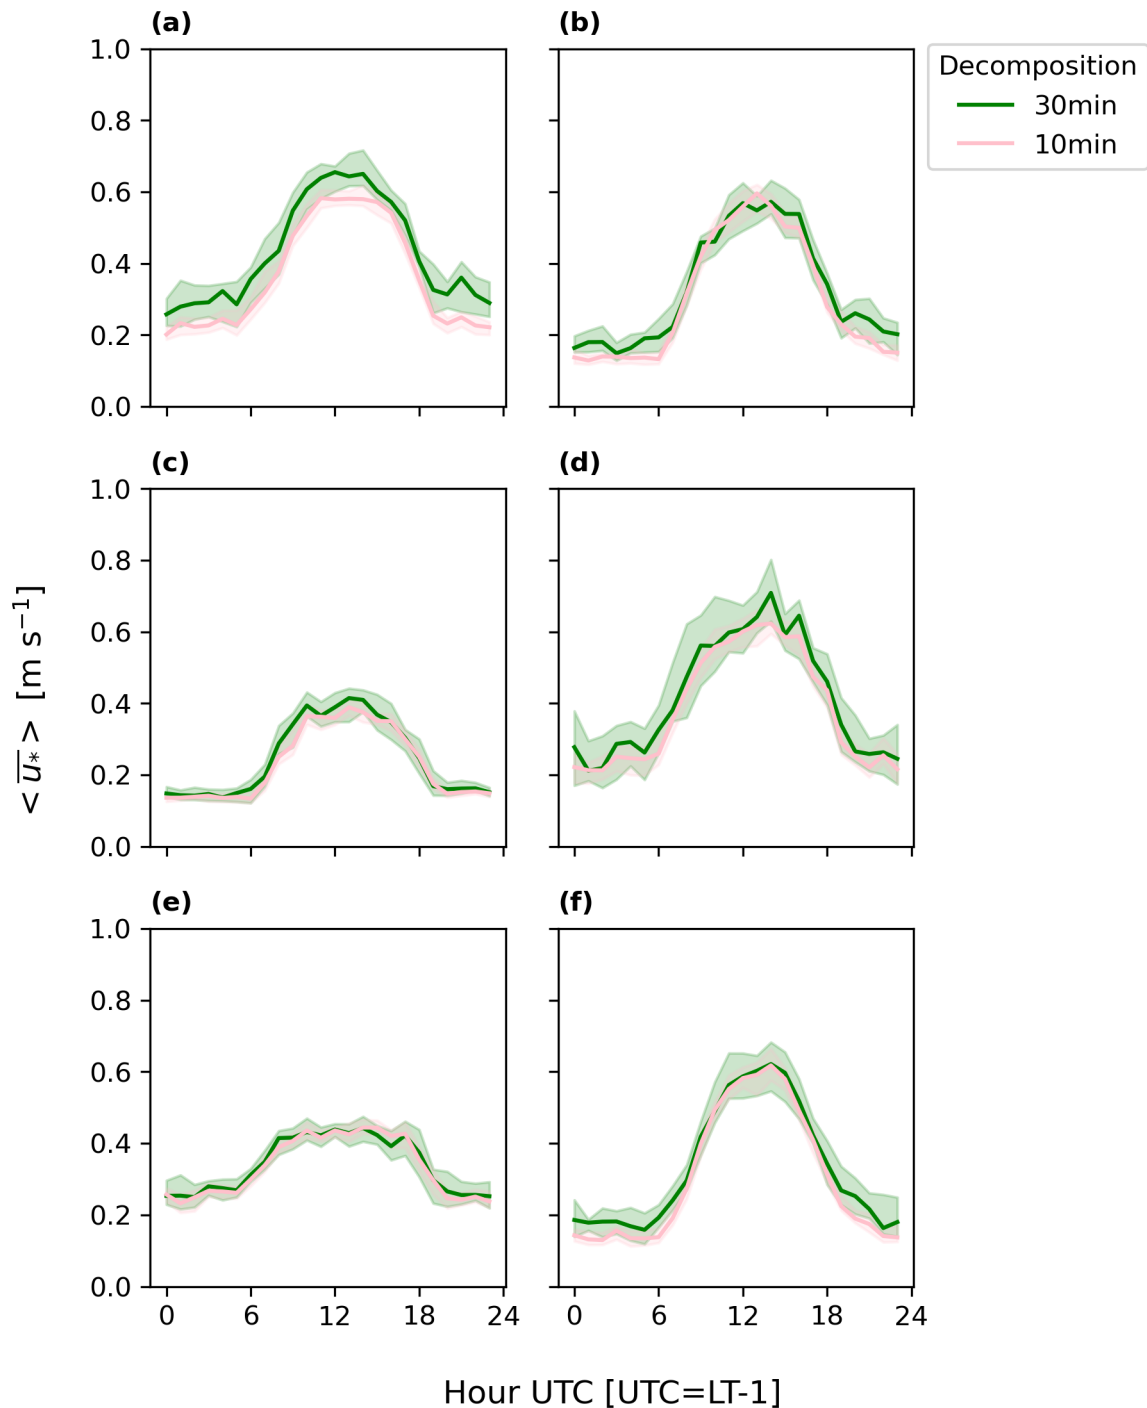 (a)
(b)
1.0
0.8
0.6
0.4
0.2
0.0
Decomposition
30min
10min
(c)
(d)
1.0
0.8
0.6
0.4
0.2
0.0
< u̅*̅ > [m s⁻¹]
(e)
(f)
1.0
0.8
0.6
0.4
0.2
0.0
0 6 12 18 24
0 6 12 18 24
Hour UTC [UTC=LT-1]